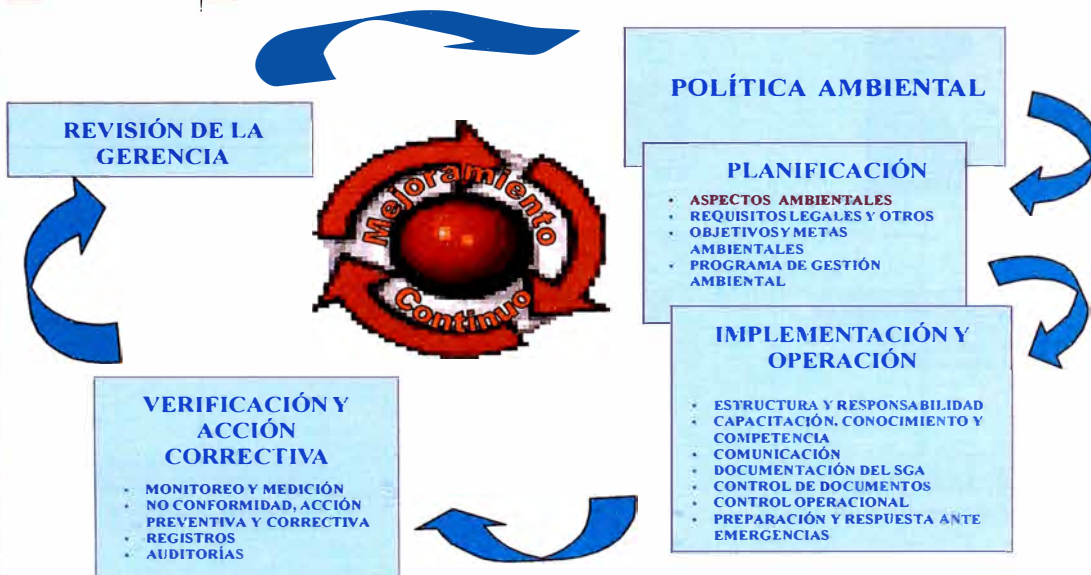 POLÍTICA AMBIENTAL
REVISIÓN DE LA
GERENCIA
Mejoramiento
Continuo
PLANIFICACIÓN
• ASPECTOS AMBIENTALES
• REQUISITOS LEGALES Y OTROS
• OBJETIVOS Y METAS
AMBIENTALES
• PROGRAMA DE GESTIÓN
AMBIENTAL
IMPLEMENTACIÓN Y
OPERACIÓN
• ESTRUCTURA Y RESPONSABILIDAD
• CAPACITACIÓN, CONOCIMIENTO Y
COMPETENCIA
• COMUNICACIÓN
• DOCUMENTACIÓN DEL SGA
• CONTROL DE DOCUMENTOS
• CONTROL OPERACIONAL
• PREPARACIÓN Y RESPUESTA ANTE
EMERGENCIAS
VERIFICACIÓN Y
ACCIÓN
CORRECTIVA
• MONITOREO Y MEDICIÓN
• NO CONFORMIDAD, ACCIÓN
PREVENTIVA Y CORRECTIVA
• REGISTROS
• AUDITORÍAS